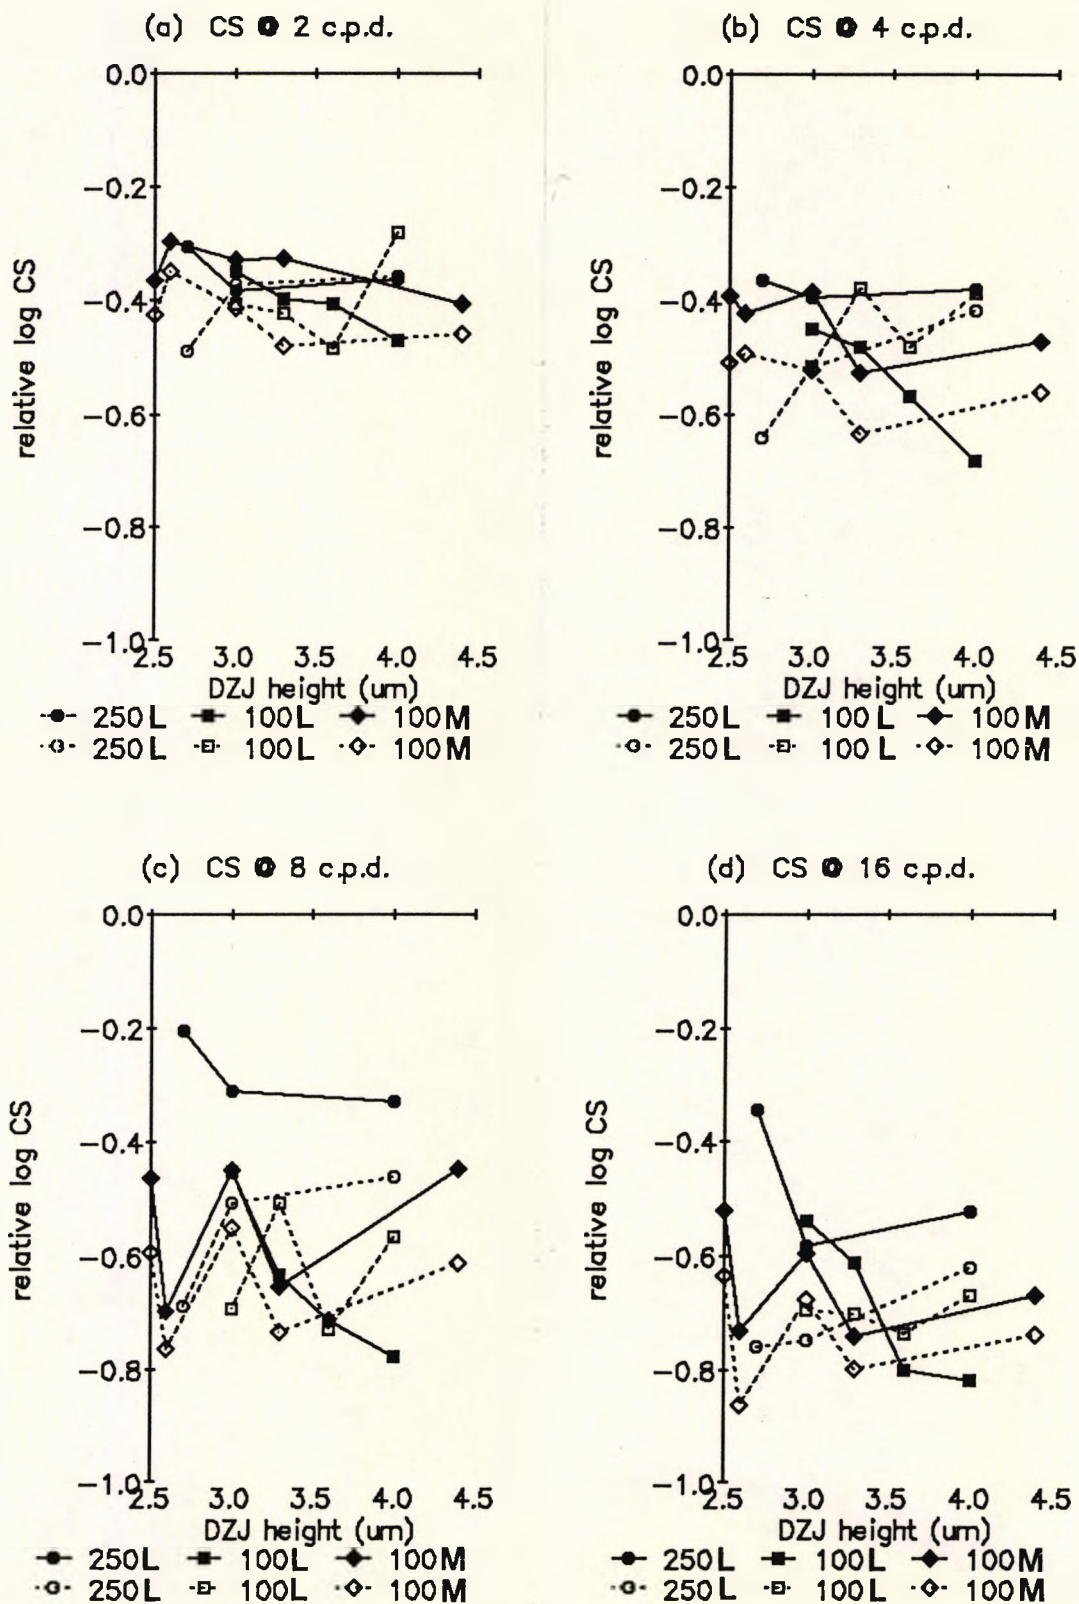 (a) CS @ 2 c.p.d.
0.0
−0.2
−0.4
−0.6
−0.8
−1.0
relative log CS
2.5 3.0 3.5 4.0 4.5
DZJ height (um)
250L 100L 100M
250L 100L 100M
(b) CS @ 4 c.p.d.
0.0
−0.2
−0.4
−0.6
−0.8
−1.0
relative log CS
2.5 3.0 3.5 4.0 4.5
DZJ height (um)
250L 100L 100M
250L 100L 100M
(c) CS @ 8 c.p.d.
0.0
−0.2
−0.4
−0.6
−0.8
−1.0
relative log CS
2.5 3.0 3.5 4.0 4.5
DZJ height (um)
250L 100L 100M
250L 100L 100M
(d) CS @ 16 c.p.d.
0.0
−0.2
−0.4
−0.6
−0.8
−1.0
relative log CS
2.5 3.0 3.5 4.0 4.5
DZJ height (um)
250L 100L 100M
250L 100L 100M